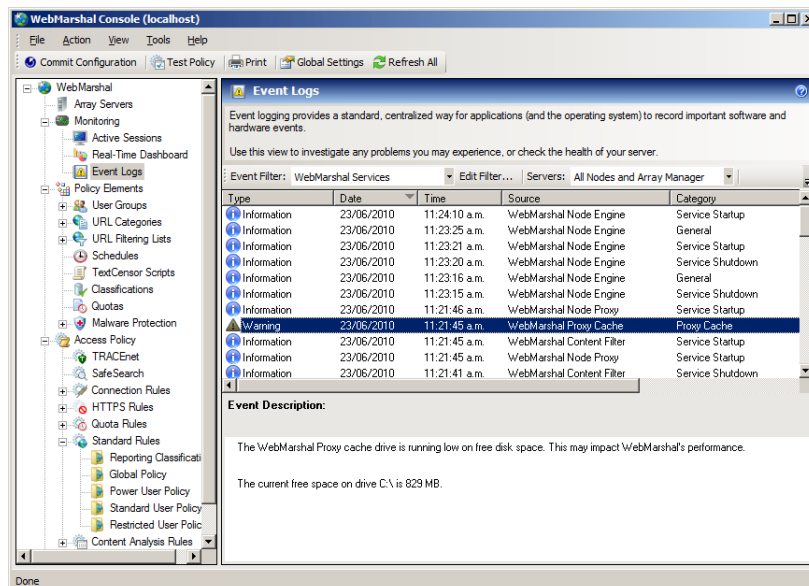 WebMarshal Console (localhost)
File Action View Tools Help
Commit Configuration Test Policy Print Global Settings Refresh All
WebMarshal
Array Servers
Monitoring
Active Sessions
Real-Time Dashboard
Event Logs
Policy Elements
User Groups
URL Categories
URL Filtering Lists
Schedules
TextCensor Scripts
Classifications
Quotas
Malware Protection
Access Policy
TRACEnet
SafeSearch
Connection Rules
HTTPS Rules
Quota Rules
Standard Rules
Reporting Classificati
Global Policy
Power User Policy
Standard User Policy
Restricted User Polic
Content Analysis Rules
Event Logs
Event logging provides a standard, centralized way for applications (and the operating system) to record important software and
hardware events.
Use this view to investigate any problems you may experience, or check the health of your server.
Event Filter: WebMarshal Services Edit Filter... Servers: All Nodes and Array Manager
Type Date Time Source Category
Information 23/06/2010 11:24:10 a.m. WebMarshal Node Engine Service Startup
Information 23/06/2010 11:23:25 a.m. WebMarshal Node Engine General
Information 23/06/2010 11:23:21 a.m. WebMarshal Node Engine Service Startup
Information 23/06/2010 11:23:20 a.m. WebMarshal Node Engine Service Shutdown
Information 23/06/2010 11:23:16 a.m. WebMarshal Node Engine General
Information 23/06/2010 11:23:15 a.m. WebMarshal Node Engine Service Shutdown
Information 23/06/2010 11:21:46 a.m. WebMarshal Node Proxy Service Startup
Warning 23/06/2010 11:21:45 a.m. WebMarshal Proxy Cache Proxy Cache
Information 23/06/2010 11:21:45 a.m. WebMarshal Content Filter Service Startup
Information 23/06/2010 11:21:45 a.m. WebMarshal Node Proxy Service Startup
Information 23/06/2010 11:21:41 a.m. WebMarshal Content Filter Service Shutdown
Event Description:
The WebMarshal Proxy cache drive is running low on free disk space. This may impact WebMarshal's performance.
The current free space on drive C:\ is 829 MB.
Done